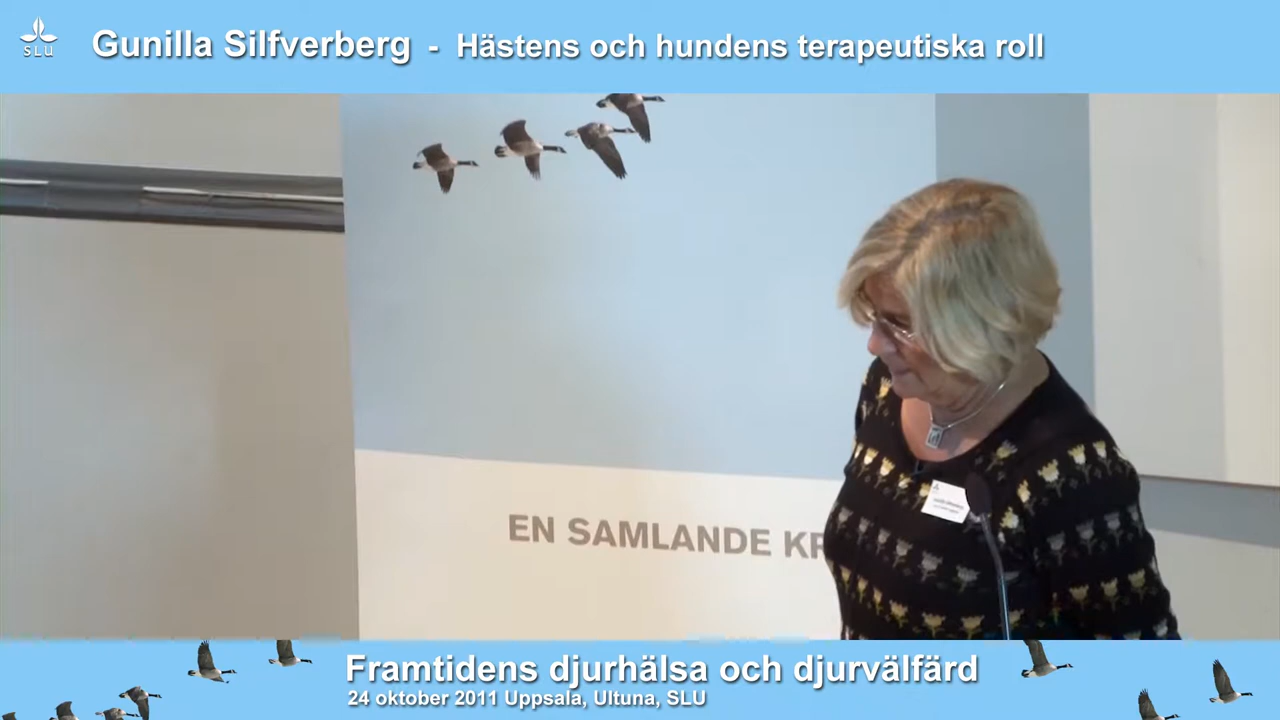 SLU
Gunilla Silfverberg - Hästens och hundens terapeutiska roll
EN SAMLANDE KR
Framtidens djurhälsa och djurvälfärd
24 oktober 2011 Uppsala, Ultuna, SLU